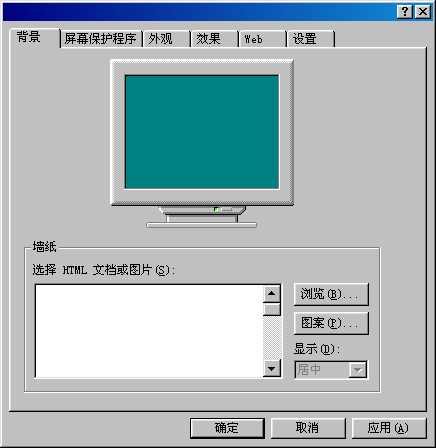 背景 屏幕保护程序 外观 效果 Web 设置
墙纸
选择 HTML 文档或图片(S):
浏览(B)...
图案(P)...
显示(D):
居中
确定 取消 应用(A)